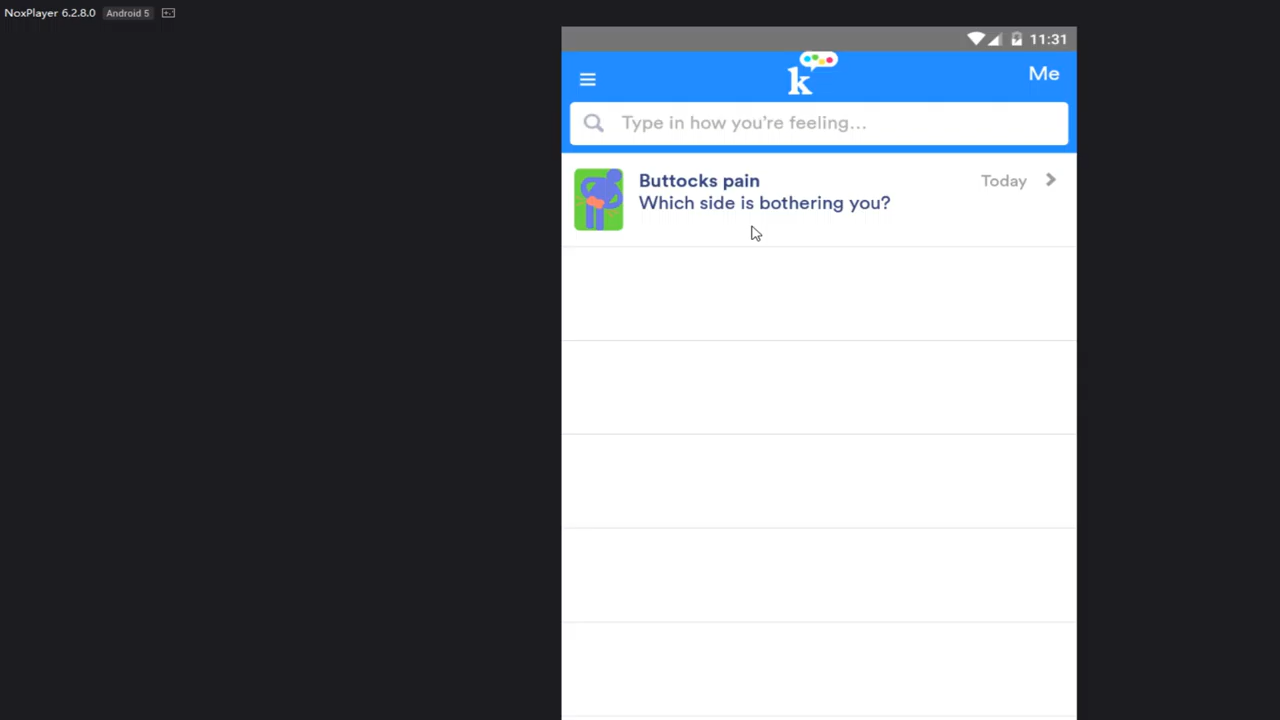 NoxPlayer 6.2.8.0 Android 5
11:31
k
Me
Type in how you're feeling...
Buttocks pain
Today
Which side is bothering you?